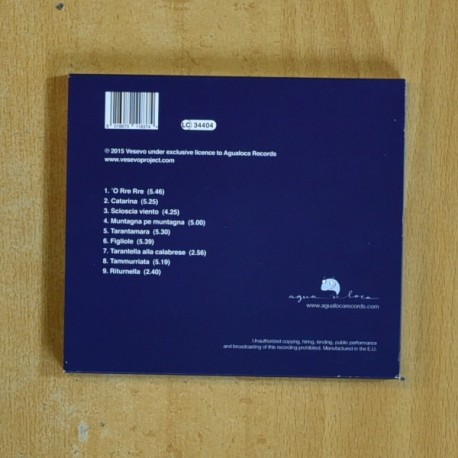 LC 34404
℗ 2015 Vesevo under exclusive licence to Agualoca Records
www.vesevoproject.com
1. 'O Rre Rre (5.46)
2. Catarina (5.25)
3. Scioscia viento (4.25)
4. Muntagna pe muntagna (5.00)
5. Tarantamara (5.30)
6. Figliole (5.39)
7. Tarantella alla calabrese (2.56)
8. Tammurriata (5.19)
9. Riturnella (2.40)
agua loca
www.agualocarecords.com
Unauthorized copying, hiring, lending, public performance
and broadcasting of this recording prohibited. Manufactured in the E.U.